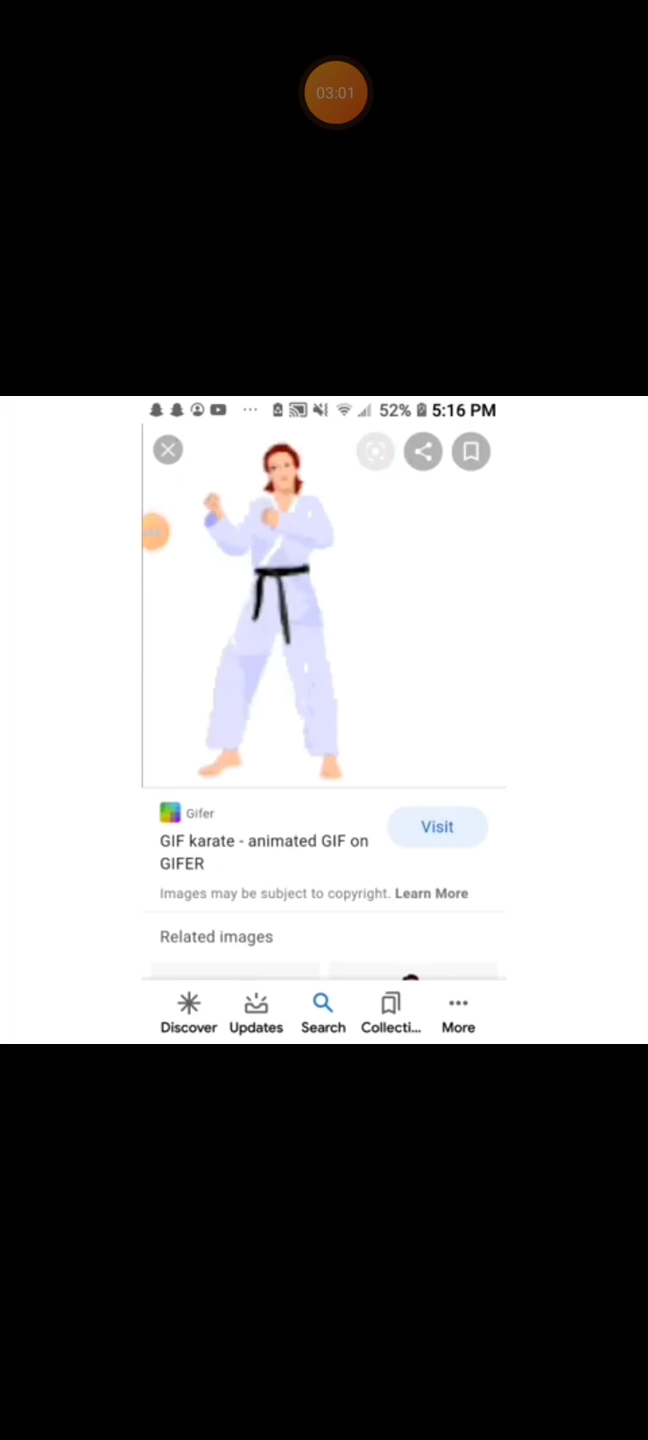 03:01
52% 5:16 PM
Gifer
Visit
GIF karate - animated GIF on
GIFER
Images may be subject to copyright. Learn More
Related images
Discover Updates Search Collecti... More